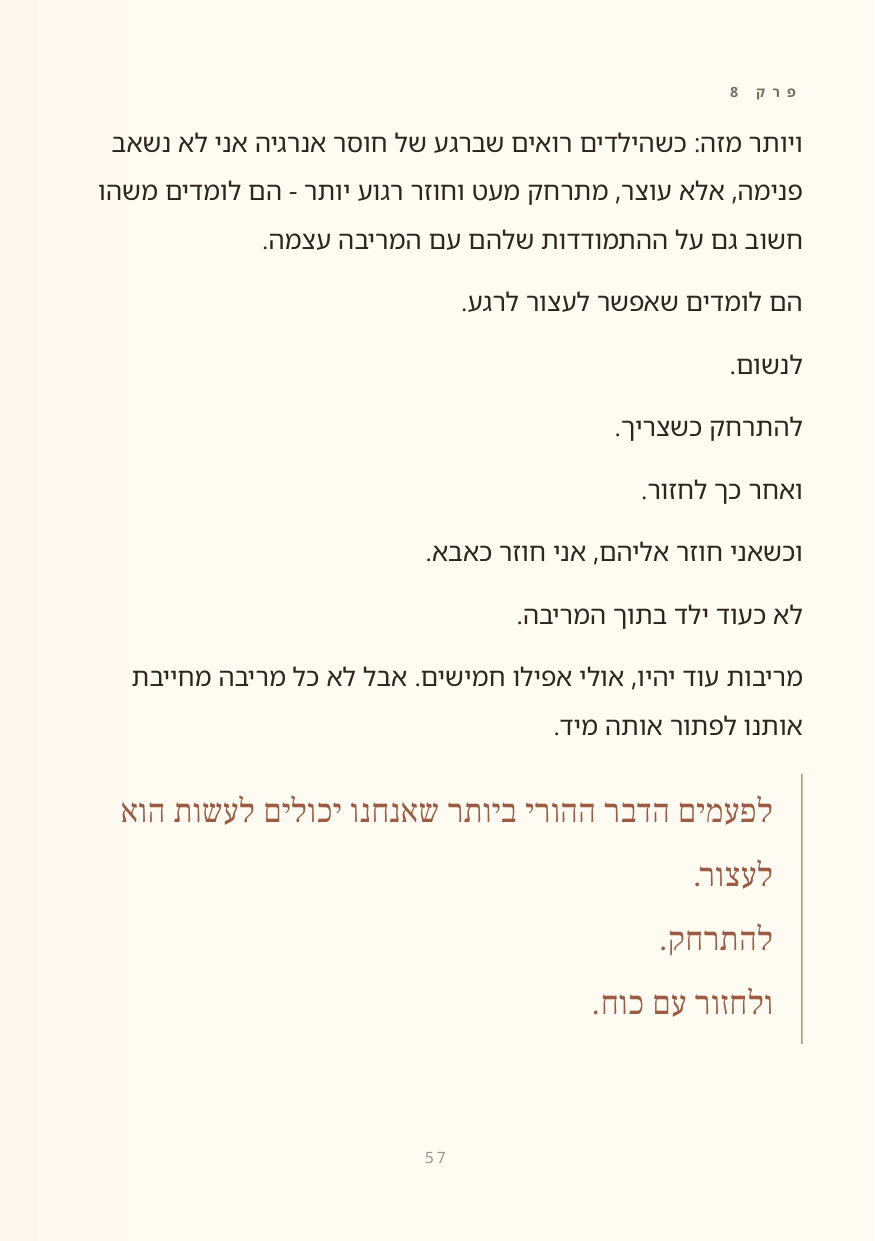 פרק 8
ויותר מזה: כשהילדים רואים שברגע של חוסר אנרגיה אני לא נשאב
פנימה, אלא עוצר, מתרחק מעט וחוזר רגוע יותר - הם לומדים משהו
חשוב גם על ההתמודדות שלהם עם המריבה עצמה.
הם לומדים שאפשר לעצור לרגע.
לנשום.
להתרחק כשצריך.
ואחר כך לחזור.
וכשאני חוזר אליהם, אני חוזר כאבא.
לא כעוד ילד בתוך המריבה.
מריבות עוד יהיו, אולי אפילו חמישים. אבל לא כל מריבה מחייבת
אותנו לפתור אותה מיד.
לפעמים הדבר ההורי ביותר שאנחנו יכולים לעשות הוא
לעצור.
להתרחק.
ולחזור עם כוח.
57